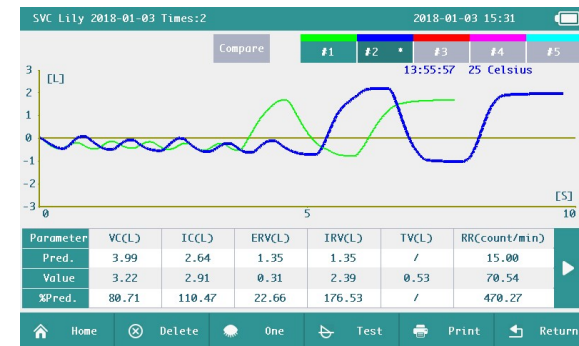 SVC Lily 2018-01-03 Times:2 2018-01-03 15:31
Compare #1 #2 * #3 #4 #5
13:55:57 25 Celsius
[L]
3
2
1
0
-1
-2
-3
[S]
0 5 10
Parameter VC(L) IC(L) ERV(L) IRV(L) TV(L) RR(count/min)
Pred. 3.99 2.64 1.35 1.35 / 15.00
Value 3.22 2.91 0.31 2.39 0.53 70.54
%Pred. 80.71 110.47 22.66 176.53 / 470.27
Home Delete One Test Print Return